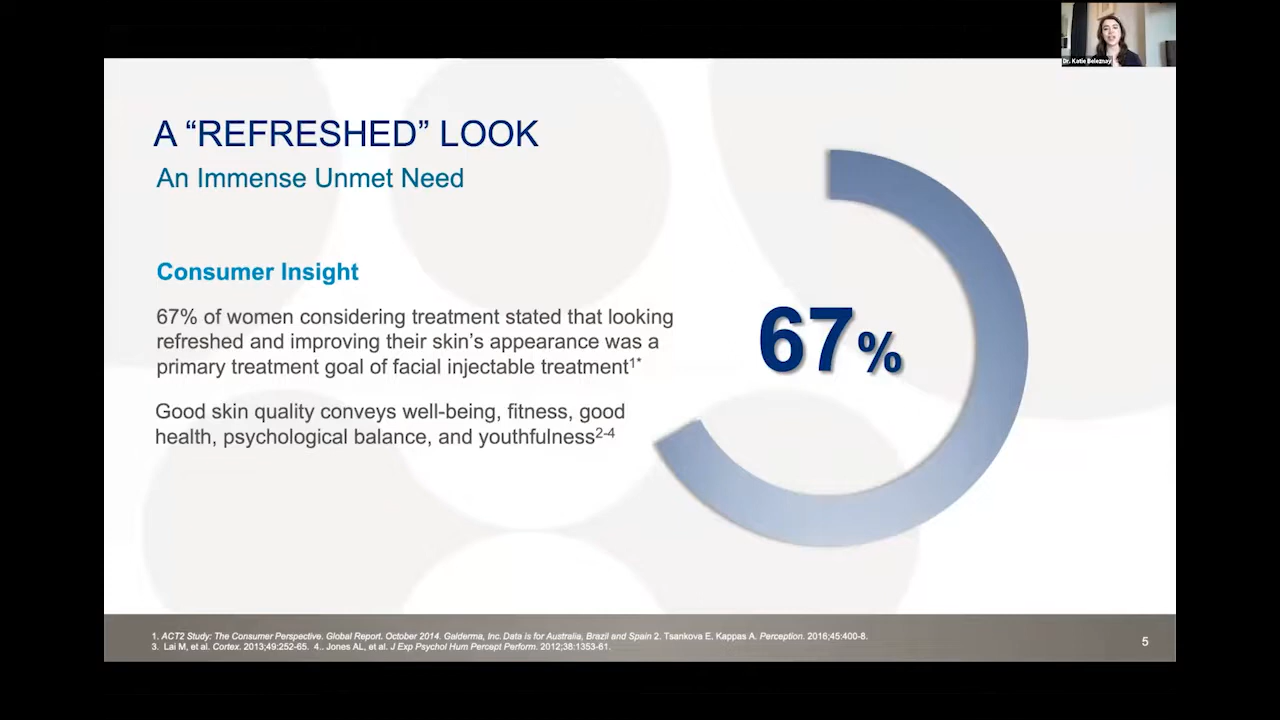 Dr. Katie Beleznay
A “REFRESHED” LOOK
An Immense Unmet Need
Consumer Insight
67% of women considering treatment stated that looking
refreshed and improving their skin’s appearance was a
primary treatment goal of facial injectable treatment1*
Good skin quality conveys well-being, fitness, good
health, psychological balance, and youthfulness2-4
67%
1. ACT2 Study: The Consumer Perspective. Global Report. October 2014. Galderma, Inc. Data is for Australia, Brazil and Spain 2. Tsankova E, Kappas A. Perception. 2016;45:400-8.
3. Lai M, et al. Cortex. 2013;49:252-65. 4.. Jones AL, et al. J Exp Psychol Hum Percept Perform. 2012;38:1353-61.
5